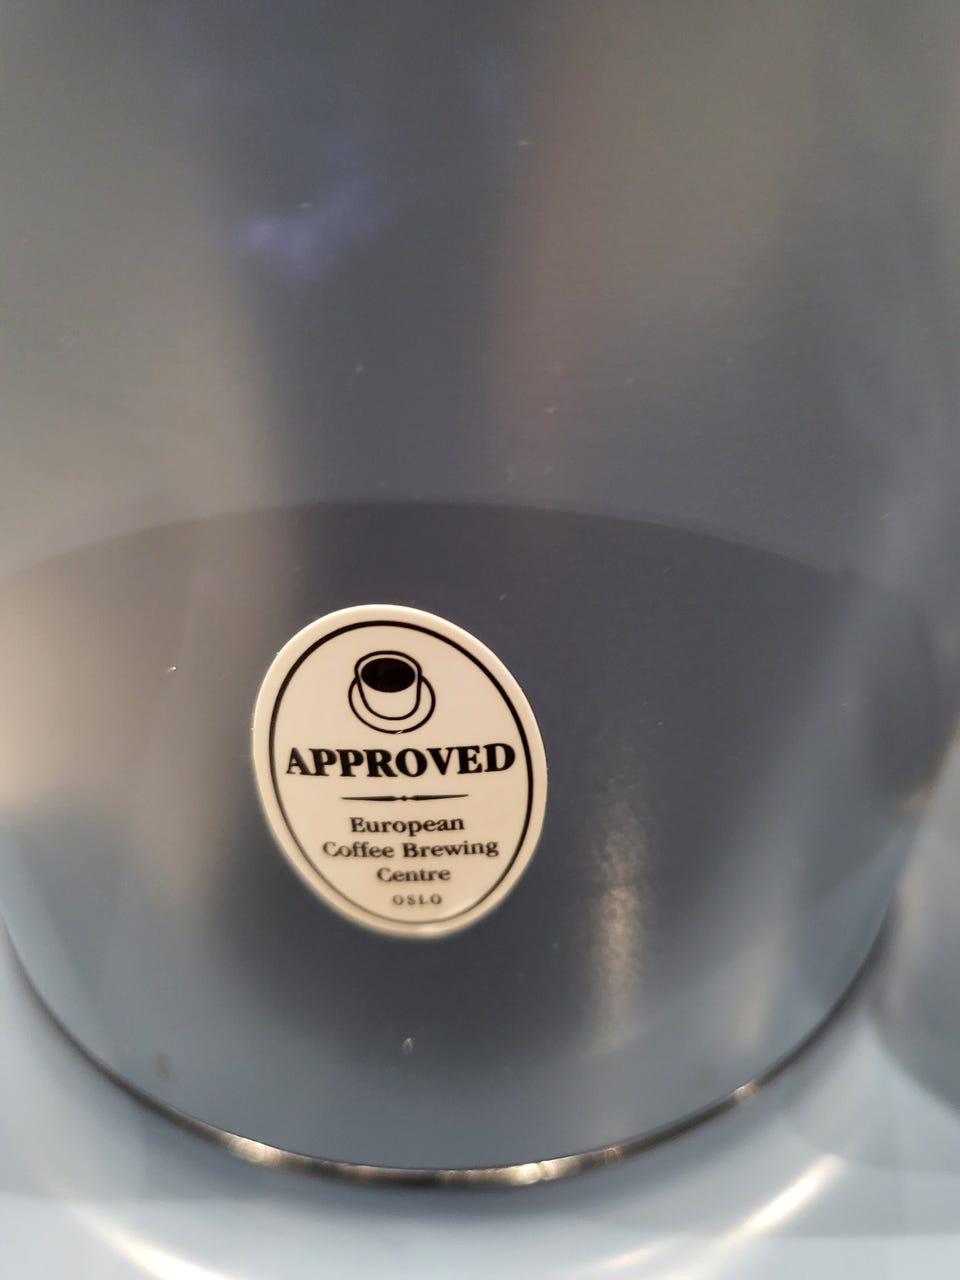 APPROVED
European
Coffee Brewing
Centre
OSLO